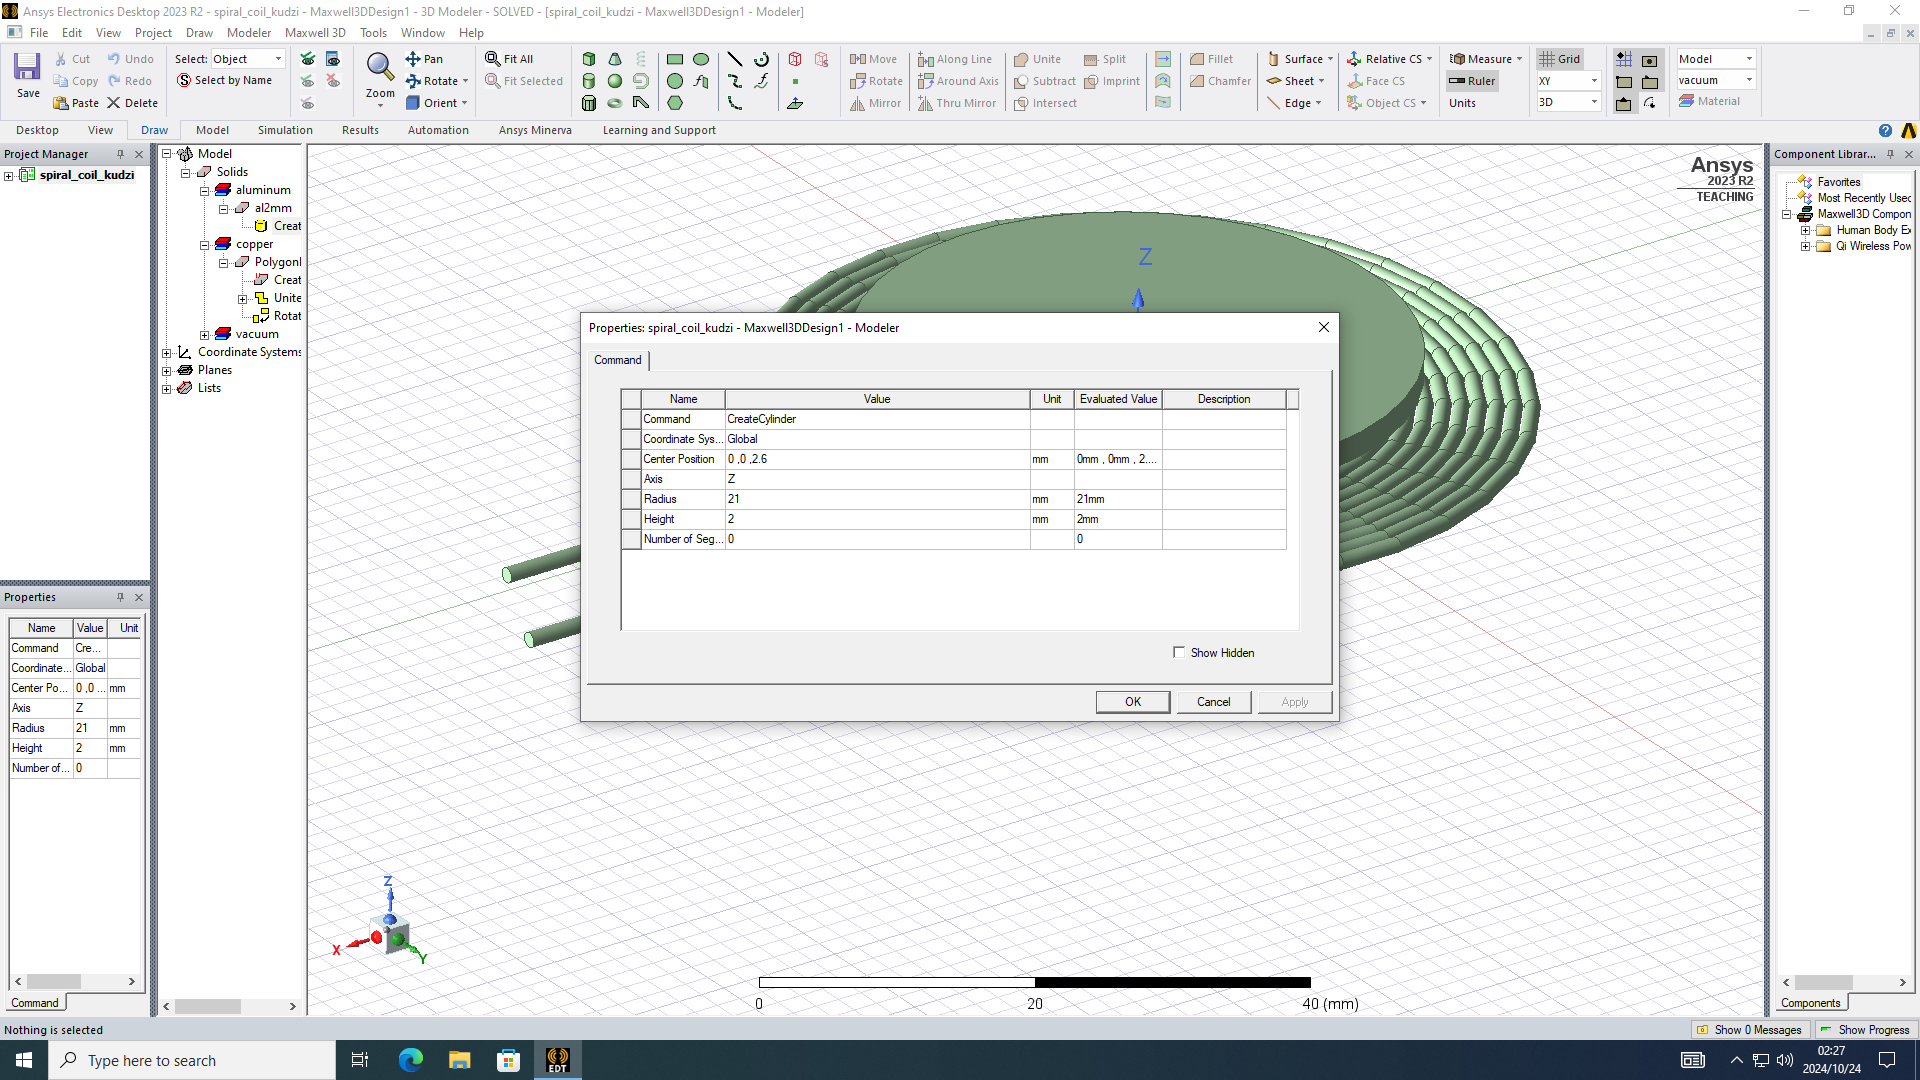 Ansys Electronics Desktop 2023 R2 - spiral_coil_kudzi - Maxwell3DDesign1 - 3D Modeler - SOLVED - [spiral_coil_kudzi - Maxwell3DDesign1 - Modeler]
File Edit View Project Draw Modeler Maxwell 3D Tools Window Help
Save
Cut
Copy
Paste
Undo
Redo
Delete
Select: Object
Select by Name
Zoom
Pan
Rotate
Orient
Fit All
Fit Selected
Move
Rotate
Mirror
Along Line
Around Axis
Thru Mirror
Unite
Subtract
Intersect
Split
Imprint
Fillet
Chamfer
Surface
Sheet
Edge
Relative CS
Face CS
Object CS
Measure
Ruler
Units
Grid
XY
3D
Model
vacuum
Material
Desktop View Draw Model Simulation Results Automation Ansys Minerva Learning and Support
Project Manager
spiral_coil_kudzi
Model
Solids
aluminum
al2mm
Creat
copper
Polygonl
Creat
Unite
Rotat
vacuum
Coordinate Systems
Planes
Lists
Ansys
2023 R2
TEACHING
Z
Properties: spiral_coil_kudzi - Maxwell3DDesign1 - Modeler
Command
Name Value Unit Evaluated Value Description
Command CreateCylinder
Coordinate Sys... Global
Center Position 0 ,0 ,2.6 mm 0mm , 0mm , 2....
Axis Z
Radius 21 mm 21mm
Height 2 mm 2mm
Number of Seg... 0 0
Show Hidden
OK Cancel Apply
Properties
Name Value Unit
Command Cre...
Coordinate... Global
Center Po... 0 ,0 ... mm
Axis Z
Radius 21 mm
Height 2 mm
Number of... 0
Command
Z
X
Y
0 20 40 (mm)
Component Librar...
Favorites
Most Recently Used
Maxwell3D Compon
Human Body Ex
Qi Wireless Pow
Components
Nothing is selected
Show 0 Messages
Show Progress
Type here to search
EDT
02:27
2024/10/24